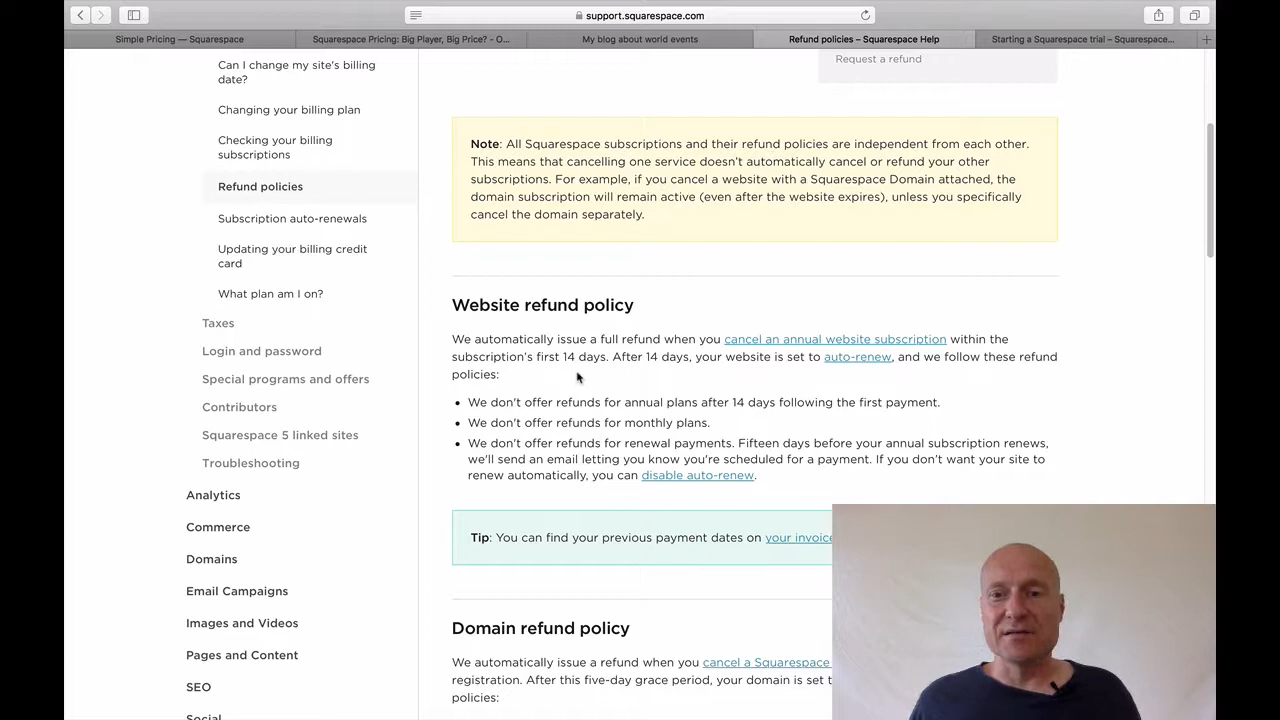 support.squarespace.com
Simple Pricing — Squarespace
Squarespace Pricing: Big Player, Big Price? - O...
My blog about world events
Refund policies – Squarespace Help
Starting a Squarespace trial – Squarespace...
Can I change my site's billing
date?
Changing your billing plan
Checking your billing
subscriptions
Refund policies
Subscription auto-renewals
Updating your billing credit
card
What plan am I on?
Taxes
Login and password
Special programs and offers
Contributors
Squarespace 5 linked sites
Troubleshooting
Analytics
Commerce
Domains
Email Campaigns
Images and Videos
Pages and Content
SEO
Social
Request a refund
Note: All Squarespace subscriptions and their refund policies are independent from each other.
This means that cancelling one service doesn't automatically cancel or refund your other
subscriptions. For example, if you cancel a website with a Squarespace Domain attached, the
domain subscription will remain active (even after the website expires), unless you specifically
cancel the domain separately.
Website refund policy
We automatically issue a full refund when you cancel an annual website subscription within the
subscription's first 14 days. After 14 days, your website is set to auto-renew, and we follow these refund
policies:
• We don't offer refunds for annual plans after 14 days following the first payment.
• We don't offer refunds for monthly plans.
• We don't offer refunds for renewal payments. Fifteen days before your annual subscription renews,
we'll send an email letting you know you're scheduled for a payment. If you don't want your site to
renew automatically, you can disable auto-renew.
Tip: You can find your previous payment dates on your invoice
Domain refund policy
We automatically issue a refund when you cancel a Squarespace
registration. After this five-day grace period, your domain is set t
policies: